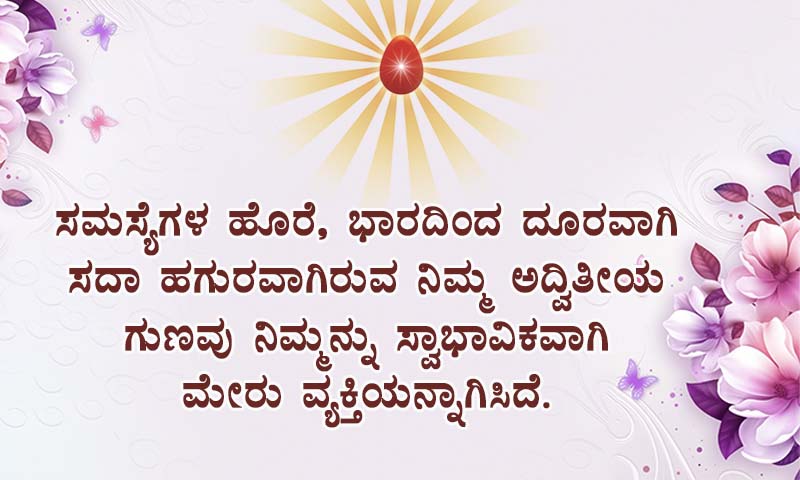 ಸಮಸ್ಯೆಗಳ ಹೊರೆ, ಭಾರದಿಂದ ದೂರವಾಗಿ
ಸದಾ ಹಗುರವಾಗಿರುವ ನಿಮ್ಮ ಅದ್ವಿತೀಯ
ಗುಣವು ನಿಮ್ಮನ್ನು ಸ್ವಾಭಾವಿಕವಾಗಿ
ಮೇರು ವ್ಯಕ್ತಿಯನ್ನಾಗಿಸಿದೆ.